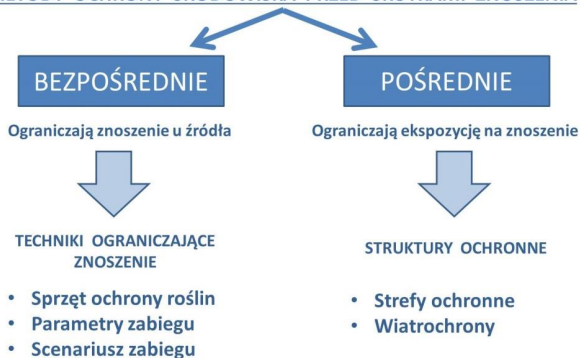 BEZPOŚREDNIE
POŚREDNIE
Ograniczają znoszenie u źródła
Ograniczają ekspozycję na znoszenie
TECHNIKI OGRANICZAJĄCE
ZNOSZENIE
STRUKTURY OCHRONNE
• Sprzęt ochrony roślin
• Parametry zabiegu
• Scenariusz zabiegu
• Strefy ochronne
• Wiatrochrony